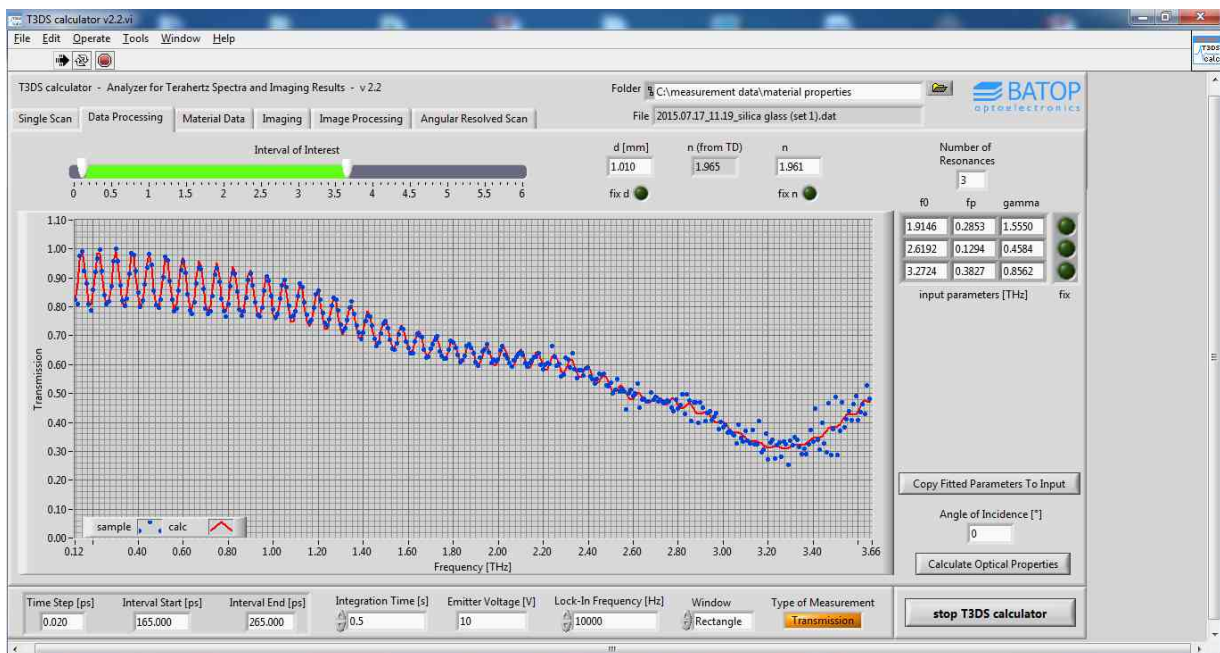 T3DS calculator v2.2.vi
File Edit Operate Tools Window Help
T3DS
calc
T3DS calculator - Analyzer for Terahertz Spectra and Imaging Results - v 2.2
Folder C:\measurement data\material properties
BATOP
optoelectronics
Single Scan Data Processing Material Data Imaging Image Processing Angular Resolved Scan
File 2015.07.17_11.19_silica glass (set 1).dat
Interval of Interest
0 0.5 1 1.5 2 2.5 3 3.5 4 4.5 5 5.5 6
d [mm] n (from TD) n
1.010 1.965 1.961
fix d fix n
Number of
Resonances
3
f0 fp gamma
1.9146 0.2853 1.5550
2.6192 0.1294 0.4584
3.2724 0.3827 0.8562
input parameters [THz] fix
Transmission
1.10
1.00
0.90
0.80
0.70
0.60
0.50
0.40
0.30
0.20
0.10
0.00
sample calc
0.12 0.40 0.60 0.80 1.00 1.20 1.40 1.60 1.80 2.00 2.20 2.40 2.60 2.80 3.00 3.20 3.40 3.66
Frequency [THz]
Copy Fitted Parameters To Input
Angle of Incidence [°]
0
Calculate Optical Properties
Time Step [ps] Interval Start [ps] Interval End [ps] Integration Time [s] Emitter Voltage [V] Lock-In Frequency [Hz] Window Type of Measurement
0.020 165.000 265.000 0.5 10 10000 Rectangle Transmission
stop T3DS calculator